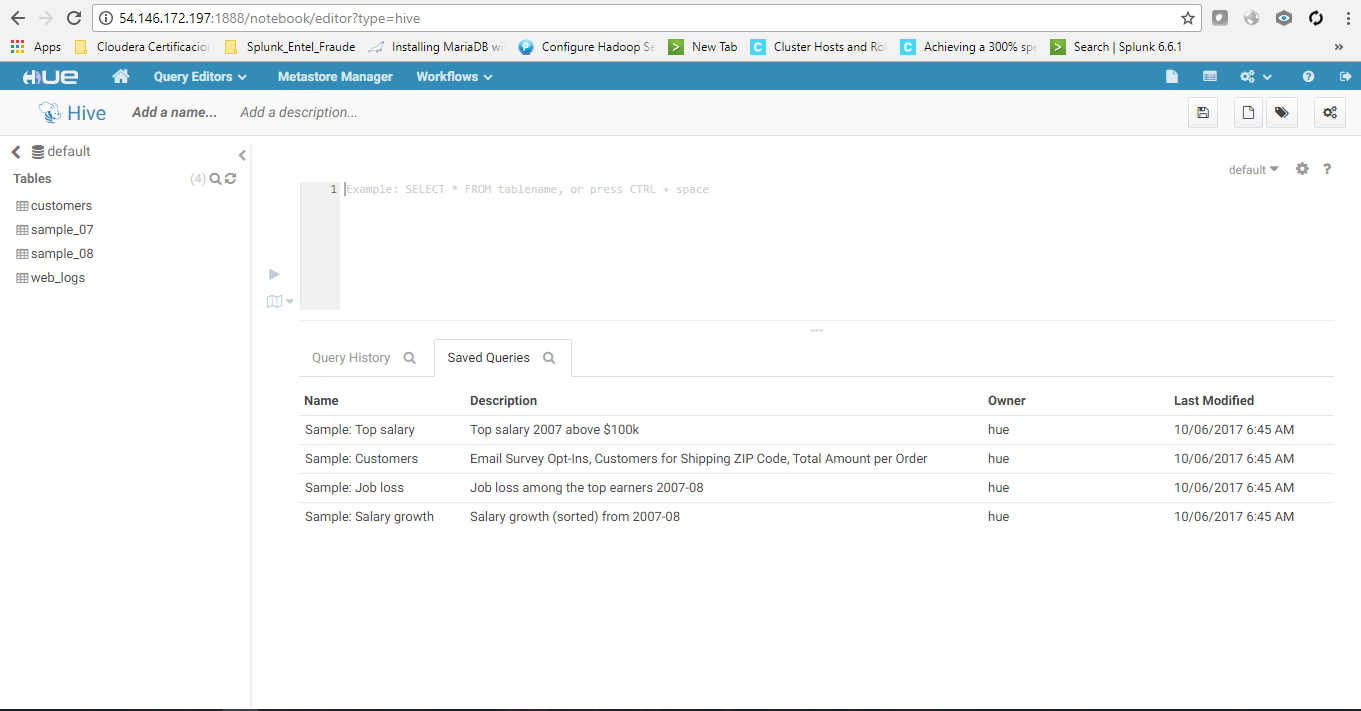 54.146.172.197:1888/notebook/editor?type=hive
Apps Cloudera Certificacio Splunk_Entel_Fraude Installing MariaDB wi Configure Hadoop Se New Tab Cluster Hosts and Rol Achieving a 300% spe Search | Splunk 6.6.1 »
HUE Query Editors Metastore Manager Workflows
Hive Add a name... Add a description...
default
default
Tables (4)
1 Example: SELECT * FROM tablename, or press CTRL + space
customers
sample_07
sample_08
web_logs
Query History Saved Queries
Name Description Owner Last Modified
Sample: Top salary Top salary 2007 above $100k hue 10/06/2017 6:45 AM
Sample: Customers Email Survey Opt-Ins, Customers for Shipping ZIP Code, Total Amount per Order hue 10/06/2017 6:45 AM
Sample: Job loss Job loss among the top earners 2007-08 hue 10/06/2017 6:45 AM
Sample: Salary growth Salary growth (sorted) from 2007-08 hue 10/06/2017 6:45 AM